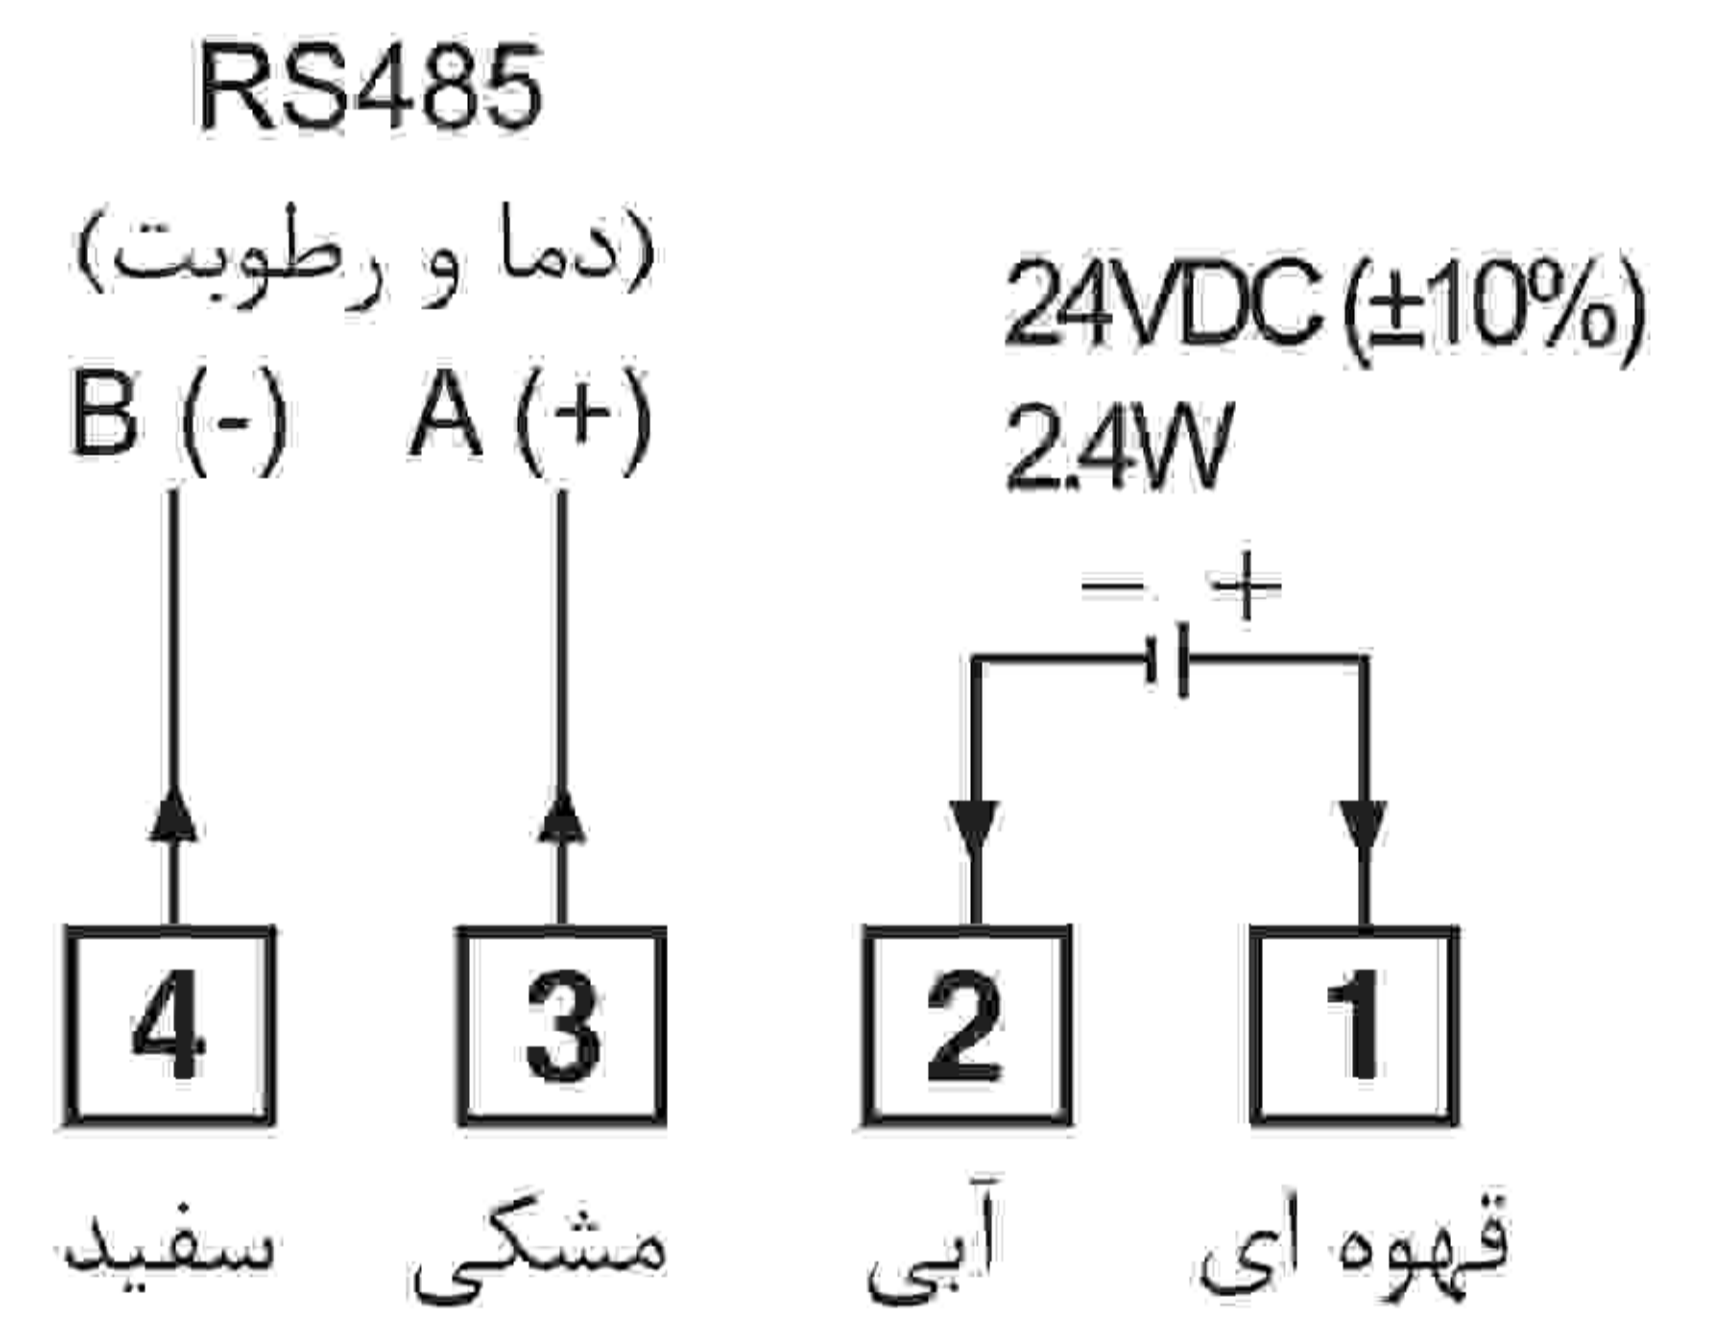 RS485
(دما و رطوبت)
B (-) A (+)
24VDC (±10%)
2.4W
− +
4 3 2 1
سفید مشکی آبی قهوه ای